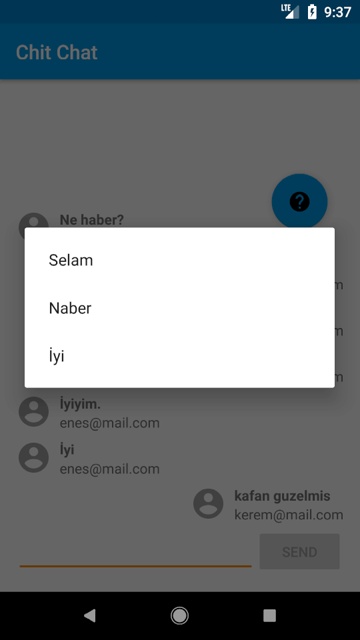 LTE 9:37
Chit Chat
Ne haber?
Selam
Naber
İyi
m
m
m
İyiyim.
enes@mail.com
İyi
enes@mail.com
kafan guzelmis
kerem@mail.com
SEND